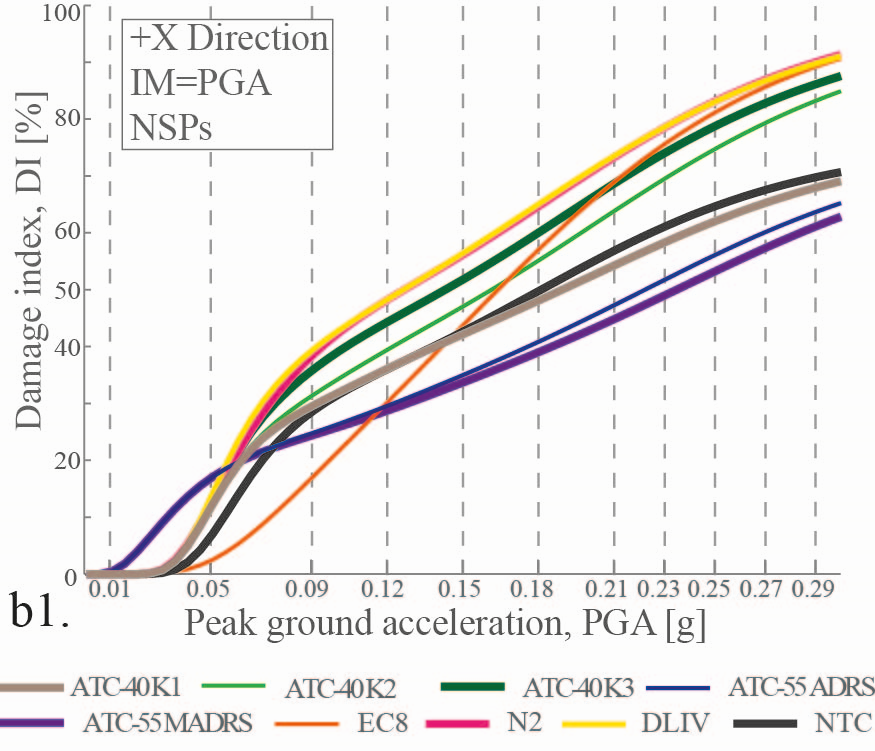 100
+X Direction
IM=PGA
NSPs
80
60
50
40
20
0
Damage index, DI [%]
0.01 0.05 0.09 0.12 0.15 0.18 0.21 0.23 0.25 0.27 0.29
b1.
Peak ground acceleration, PGA [g]
ATC-40K1 ATC-40K2 ATC-40K3 ATC-55 ADRS
ATC-55 MADRS EC8 N2 DLIV NTC